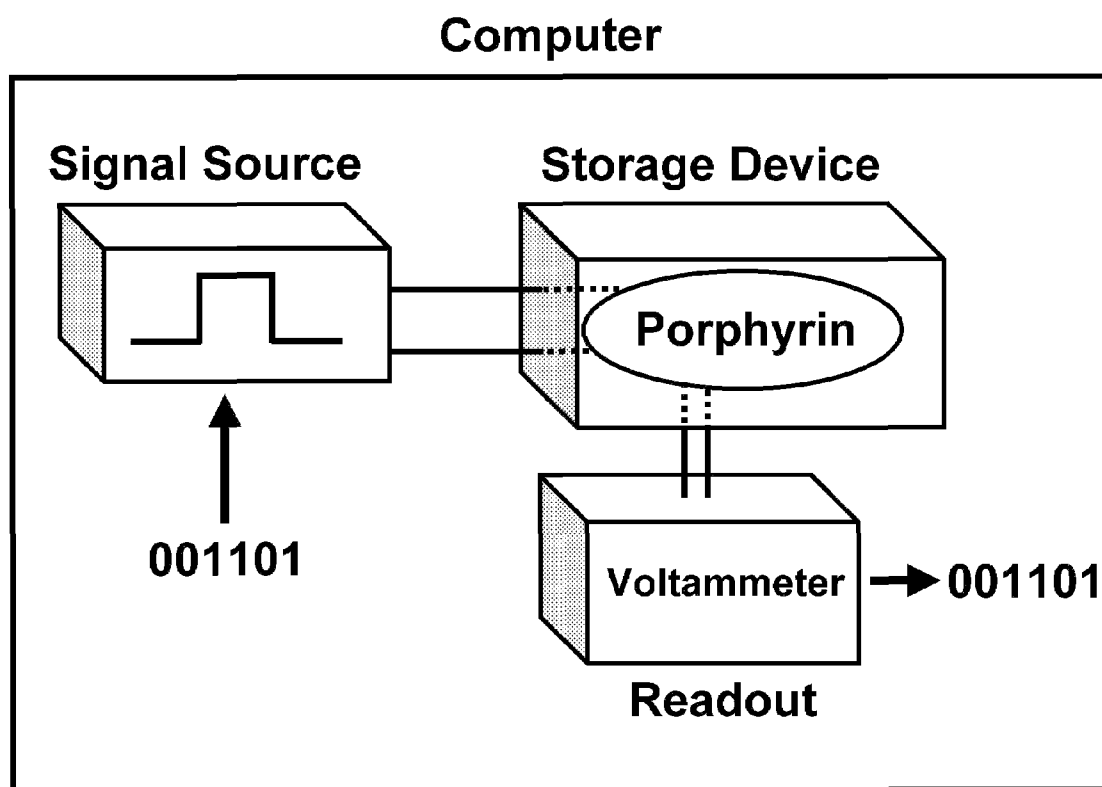 Computer
Signal Source
Storage Device
Porphyrin
001101
Voltammeter
001101
Readout